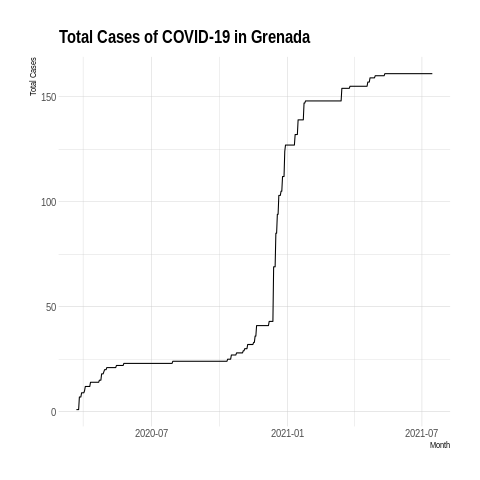 Total Cases of COVID-19 in Grenada
Total Cases
150
100
50
0
2020-07
2021-01
2021-07
Month